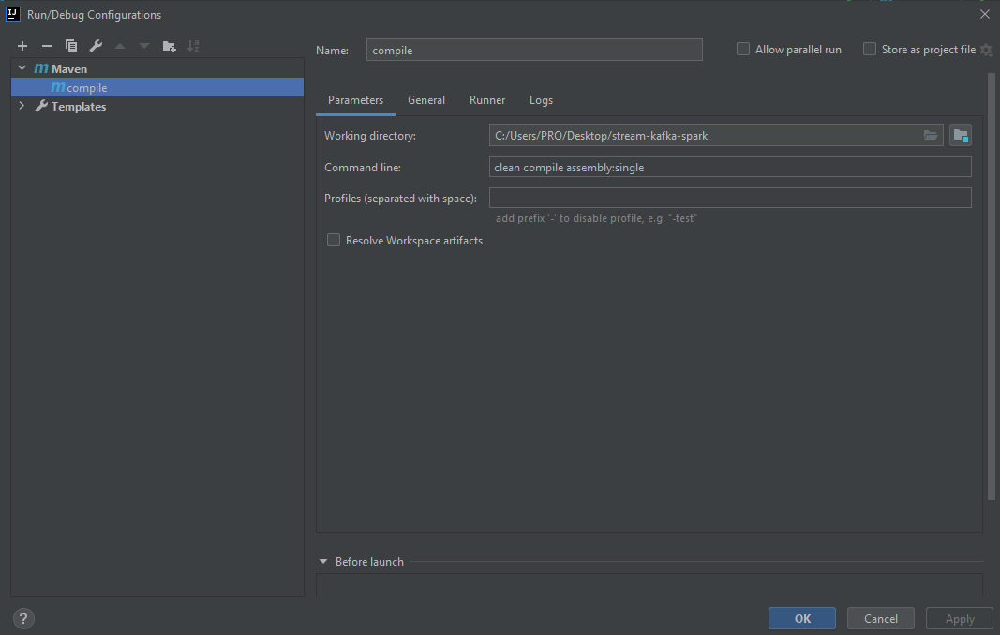 Run/Debug Configurations
Maven
compile
Templates
Name: compile
Allow parallel run
Store as project file
Parameters General Runner Logs
Working directory: C:/Users/PRO/Desktop/stream-kafka-spark
Command line: clean compile assembly:single
Profiles (separated with space):
add prefix '-' to disable profile, e.g. "-test"
Resolve Workspace artifacts
Before launch
?
OK Cancel Apply